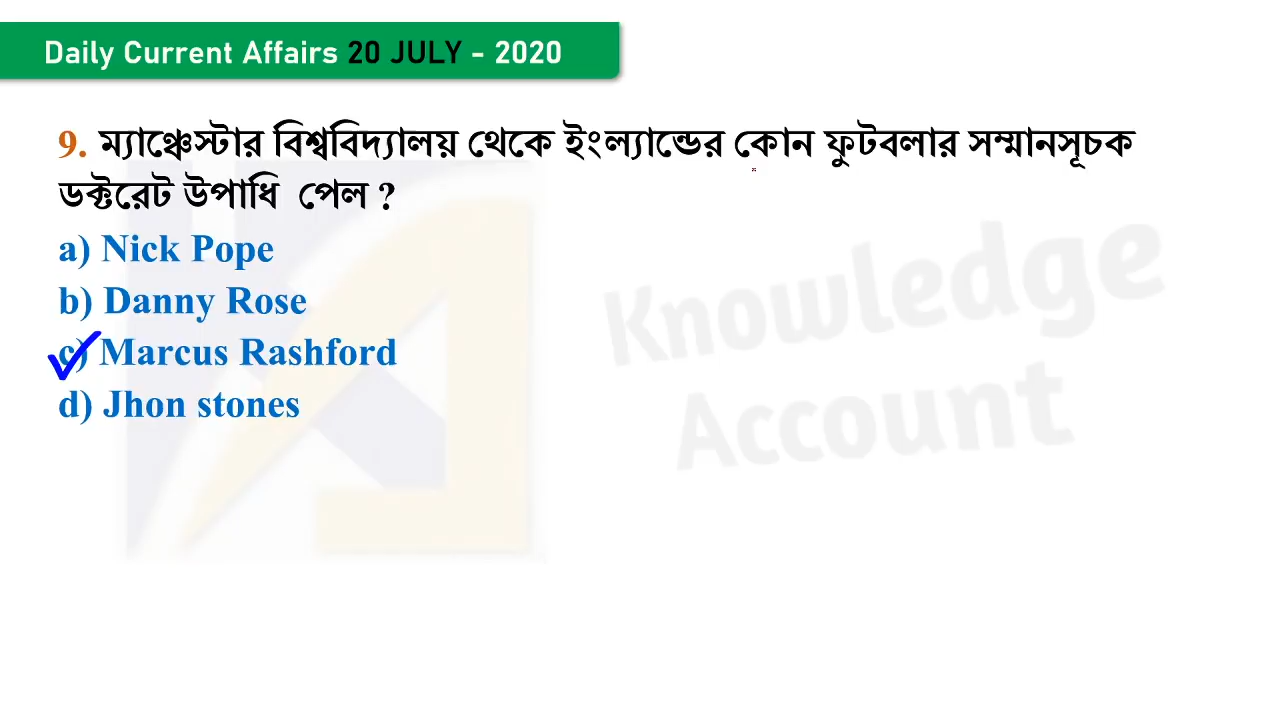 Daily Current Affairs 20 JULY - 2020
9. ম্যাঞ্চেস্টার বিশ্ববিদ্যালয় থেকে ইংল্যান্ডের কোন ফুটবলার সম্মানসূচক
ডক্টরেট উপাধি পেল ?
a) Nick Pope
b) Danny Rose
c) Marcus Rashford
d) Jhon stones
Knowledge
Account